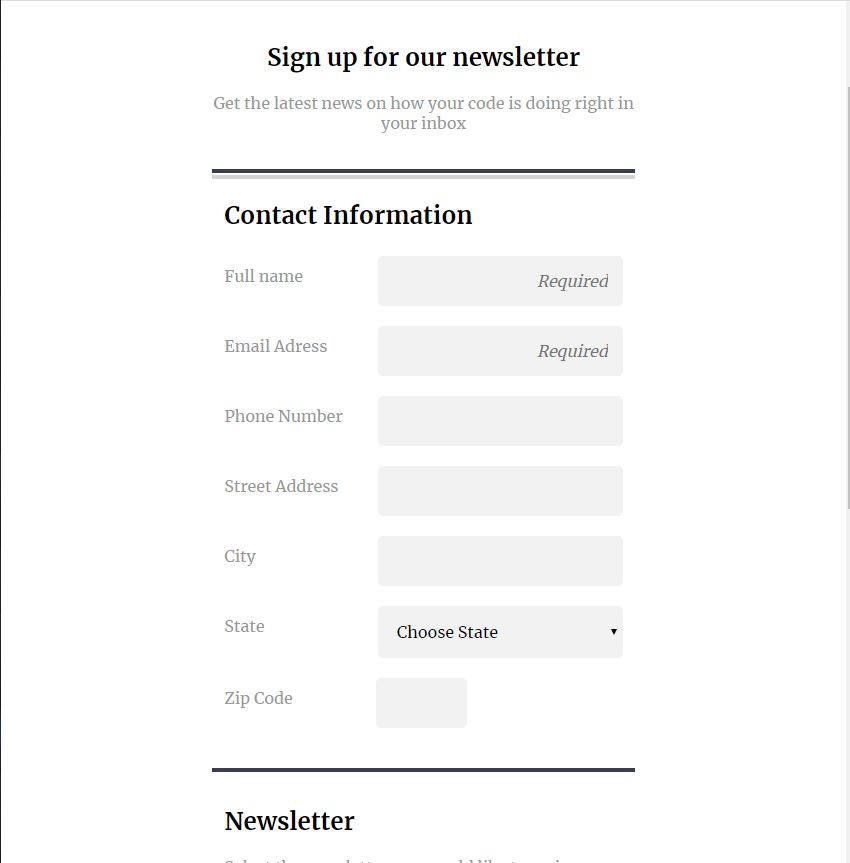 Sign up for our newsletter
Get the latest news on how your code is doing right in
your inbox
Contact Information
Full name
Required
Email Adress
Required
Phone Number
Street Address
City
State
Choose State
Zip Code
Newsletter